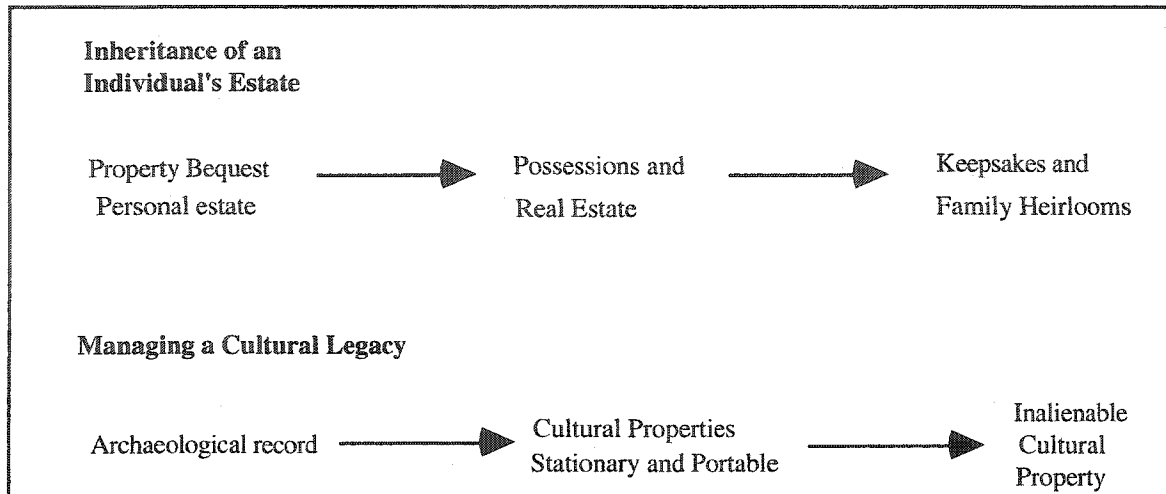 Inheritance of an
Individual's Estate
Property Bequest
Personal estate
Possessions and
Real Estate
Keepsakes and
Family Heirlooms
Managing a Cultural Legacy
Archaeological record
Cultural Properties
Stationary and Portable
Inalienable
Cultural
Property